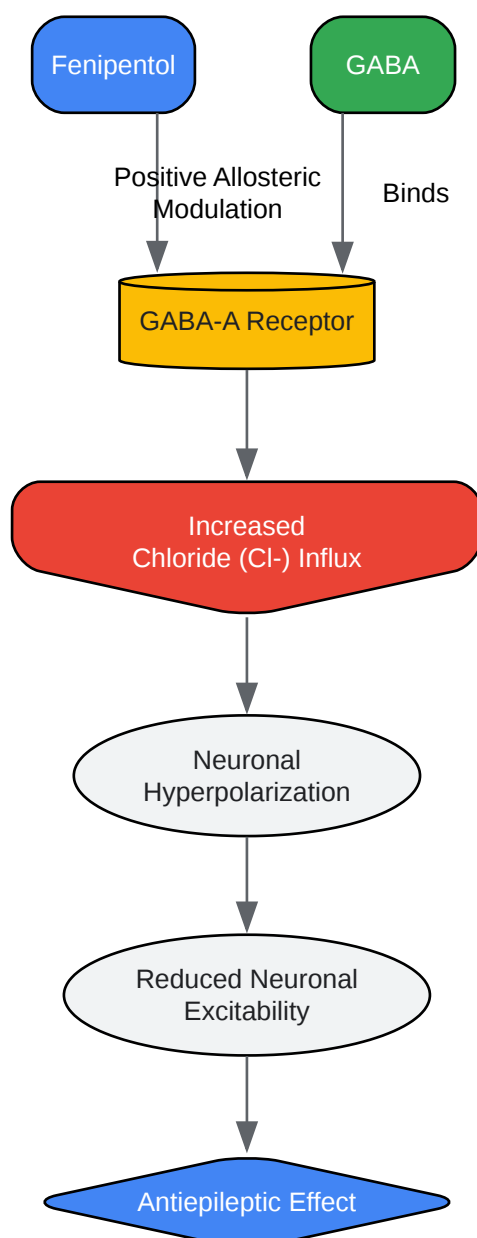 Fenipentol
GABA
Positive Allosteric
Modulation
Binds
GABA-A Receptor
Increased
Chloride (Cl-) Influx
Neuronal
Hyperpolarization
Reduced Neuronal
Excitability
Antiepileptic Effect